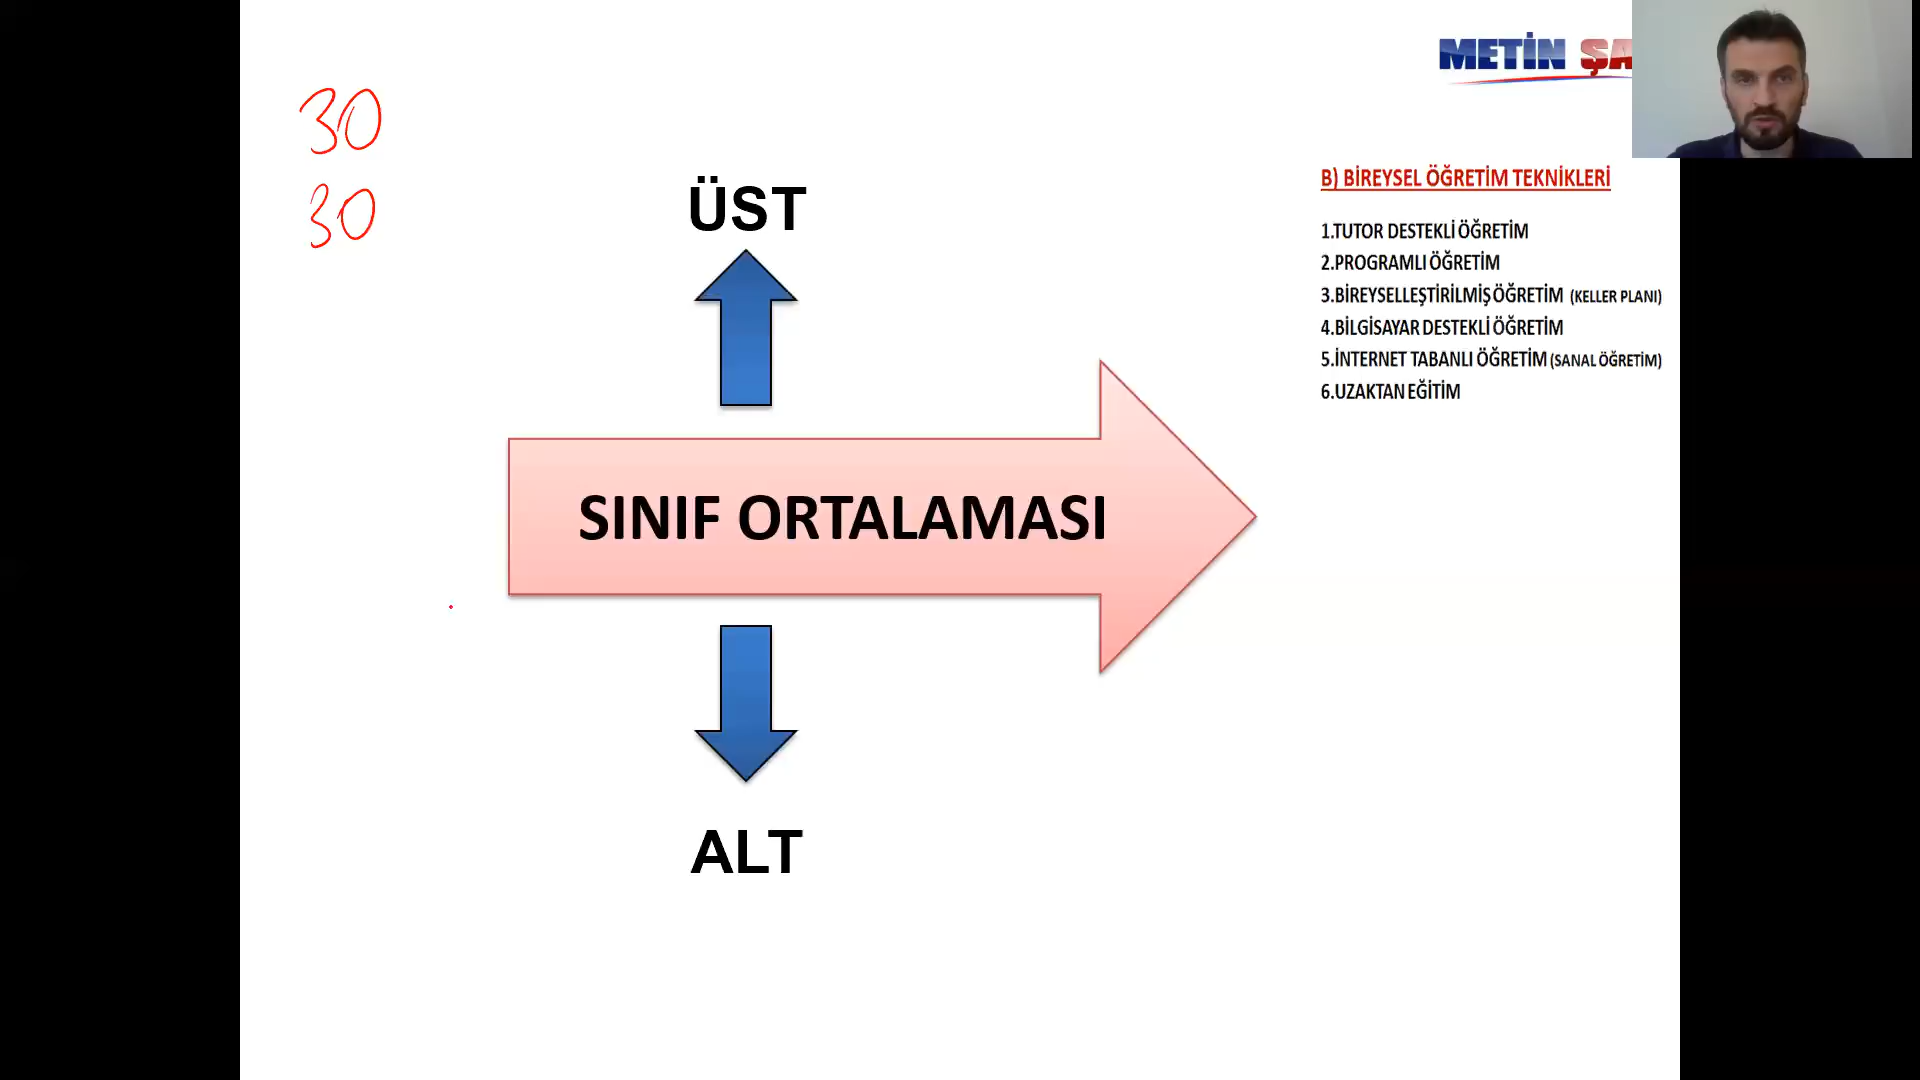 30
30
METİN ŞA
ÜST
SINIF ORTALAMASI
ALT
B) BİREYSEL ÖĞRETİM TEKNİKLERİ
1.TUTOR DESTEKLİ ÖĞRETİM
2.PROGRAMLI ÖĞRETİM
3.BİREYSELLEŞTİRİLMİŞ ÖĞRETİM (KELLER PLANI)
4.BİLGİSAYAR DESTEKLİ ÖĞRETİM
5.İNTERNET TABANLI ÖĞRETİM (SANAL ÖĞRETİM)
6.UZAKTAN EĞİTİM